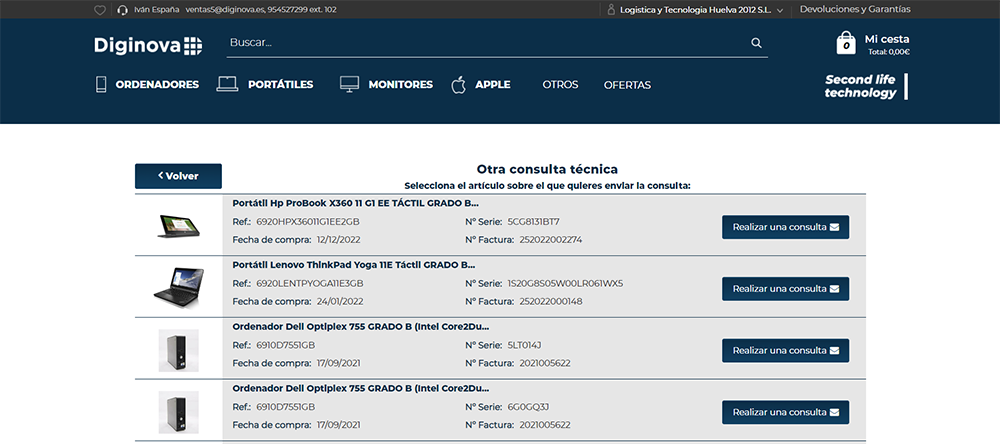 Iván España ventas5@diginova.es, 954527299 ext. 102
Logistica y Tecnologia Huelva 2012 S.L..
Devoluciones y Garantías
Diginova
Buscar...
0
Mi cesta
Total: 0,00€
ORDENADORES PORTÁTILES MONITORES APPLE OTROS OFERTAS
Second life
technology
Volver
Otra consulta técnica
Selecciona el artículo sobre el que quieres enviar la consulta:
Portátil Hp ProBook X360 11 G1 EE TÁCTIL GRADO B...
Ref.: 6920HPX36011G1EE2GB Nº Serie: 5CG8131BT7
Fecha de compra: 12/12/2022 Nº Factura: 252022002274
Realizar una consulta
Portátil Lenovo ThinkPad Yoga 11E Táctil GRADO B...
Ref.: 6920LENTPYOGA11E3GB Nº Serie: 1S20G8S05W00LR061WX5
Fecha de compra: 24/01/2022 Nº Factura: 252022000148
Realizar una consulta
Ordenador Dell Optiplex 755 GRADO B (Intel Core2Du...
Ref.: 6910D7551GB Nº Serie: 5LT014J
Fecha de compra: 17/09/2021 Nº Factura: 2021005622
Realizar una consulta
Ordenador Dell Optiplex 755 GRADO B (Intel Core2Du...
Ref.: 6910D7551GB Nº Serie: 6G0GQ3J
Fecha de compra: 17/09/2021 Nº Factura: 2021005622
Realizar una consulta